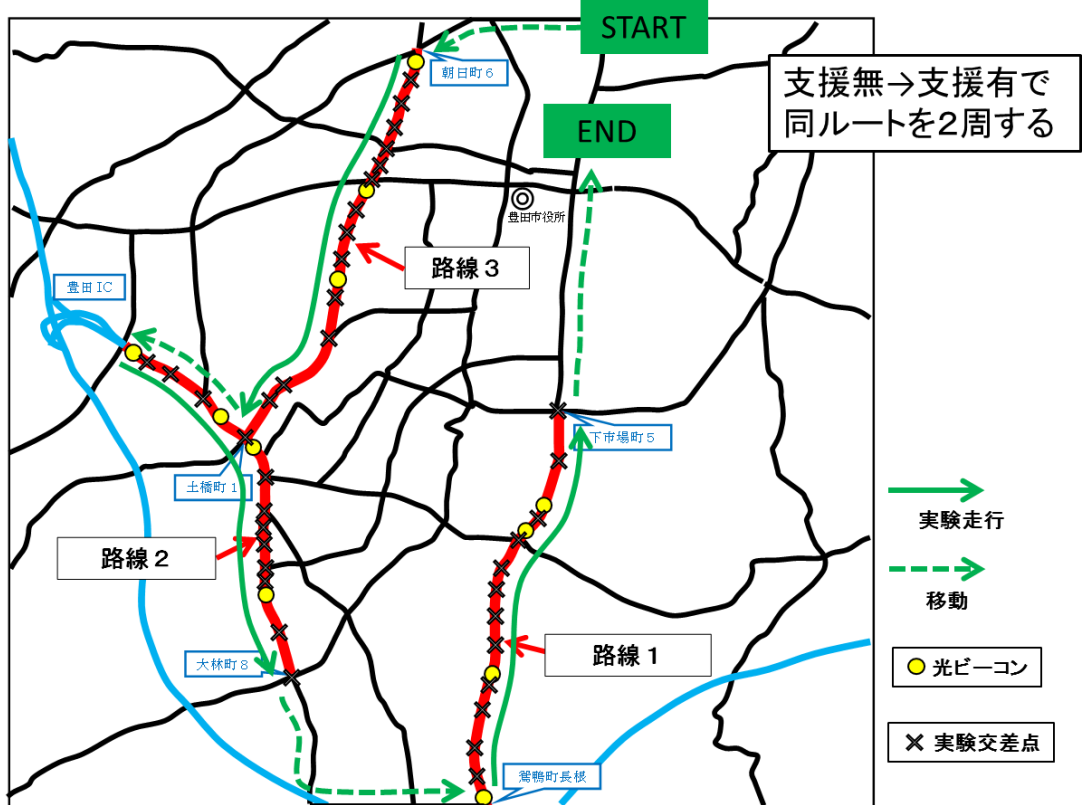 START
支援無→支援有で
同ルートを2周する
朝日町6
END
豊田市役所
路線3
豊田IC
下市場町5
土橋町1
実験走行
路線2
移動
大林町8
路線1
光ビーコン
実験交差点
鴛鴨町長根